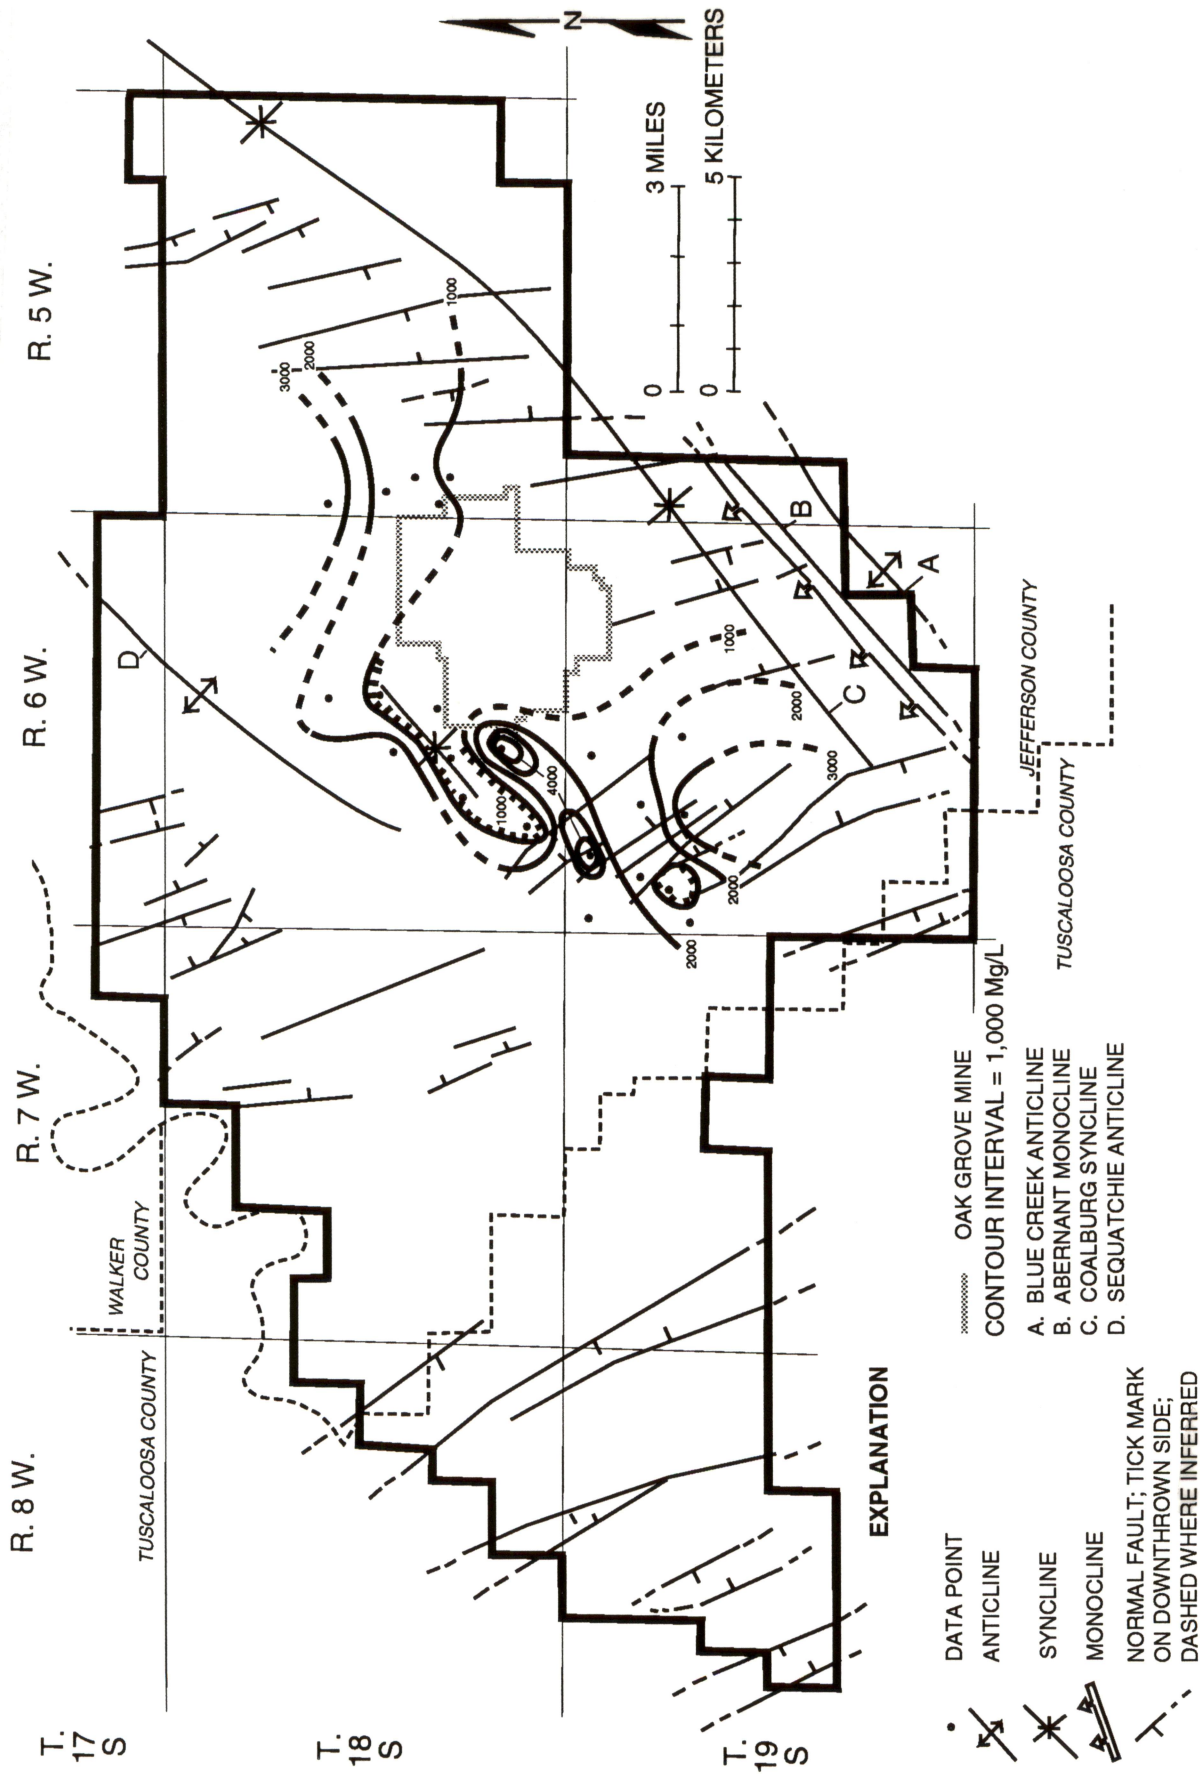 R. 8 W.
R. 7 W.
R. 6 W.
R. 5 W.
T.
17
S
T.
18
S
T.
19
S
TUSCALOOSA COUNTY
WALKER
COUNTY
D
3000
2000
1000
1000
4000
1000
2000
3000
2000
2000
C
B
A
N
0
3 MILES
0
5 KILOMETERS
JEFFERSON COUNTY
TUSCALOOSA COUNTY
EXPLANATION
DATA POINT
ANTICLINE
SYNCLINE
MONOCLINE
NORMAL FAULT; TICK MARK
ON DOWNTHROWN SIDE;
DASHED WHERE INFERRED
OAK GROVE MINE
CONTOUR INTERVAL = 1,000 Mg/L
A. BLUE CREEK ANTICLINE
B. ABERNANT MONOCLINE
C. COALBURG SYNCLINE
D. SEQUATCHIE ANTICLINE